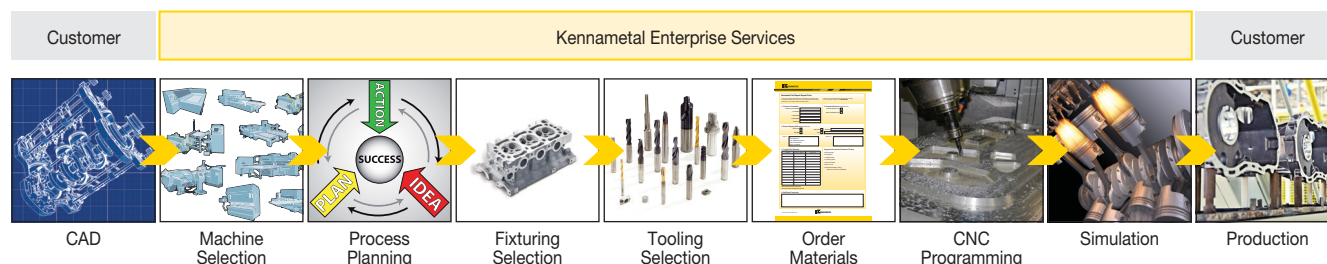 Customer
Kennametal Enterprise Services
Customer
ACTION
SUCCESS
PLAN
IDEA
CAD
Machine
Selection
Process
Planning
Fixturing
Selection
Tooling
Selection
Order
Materials
CNC
Programming
Simulation
Production